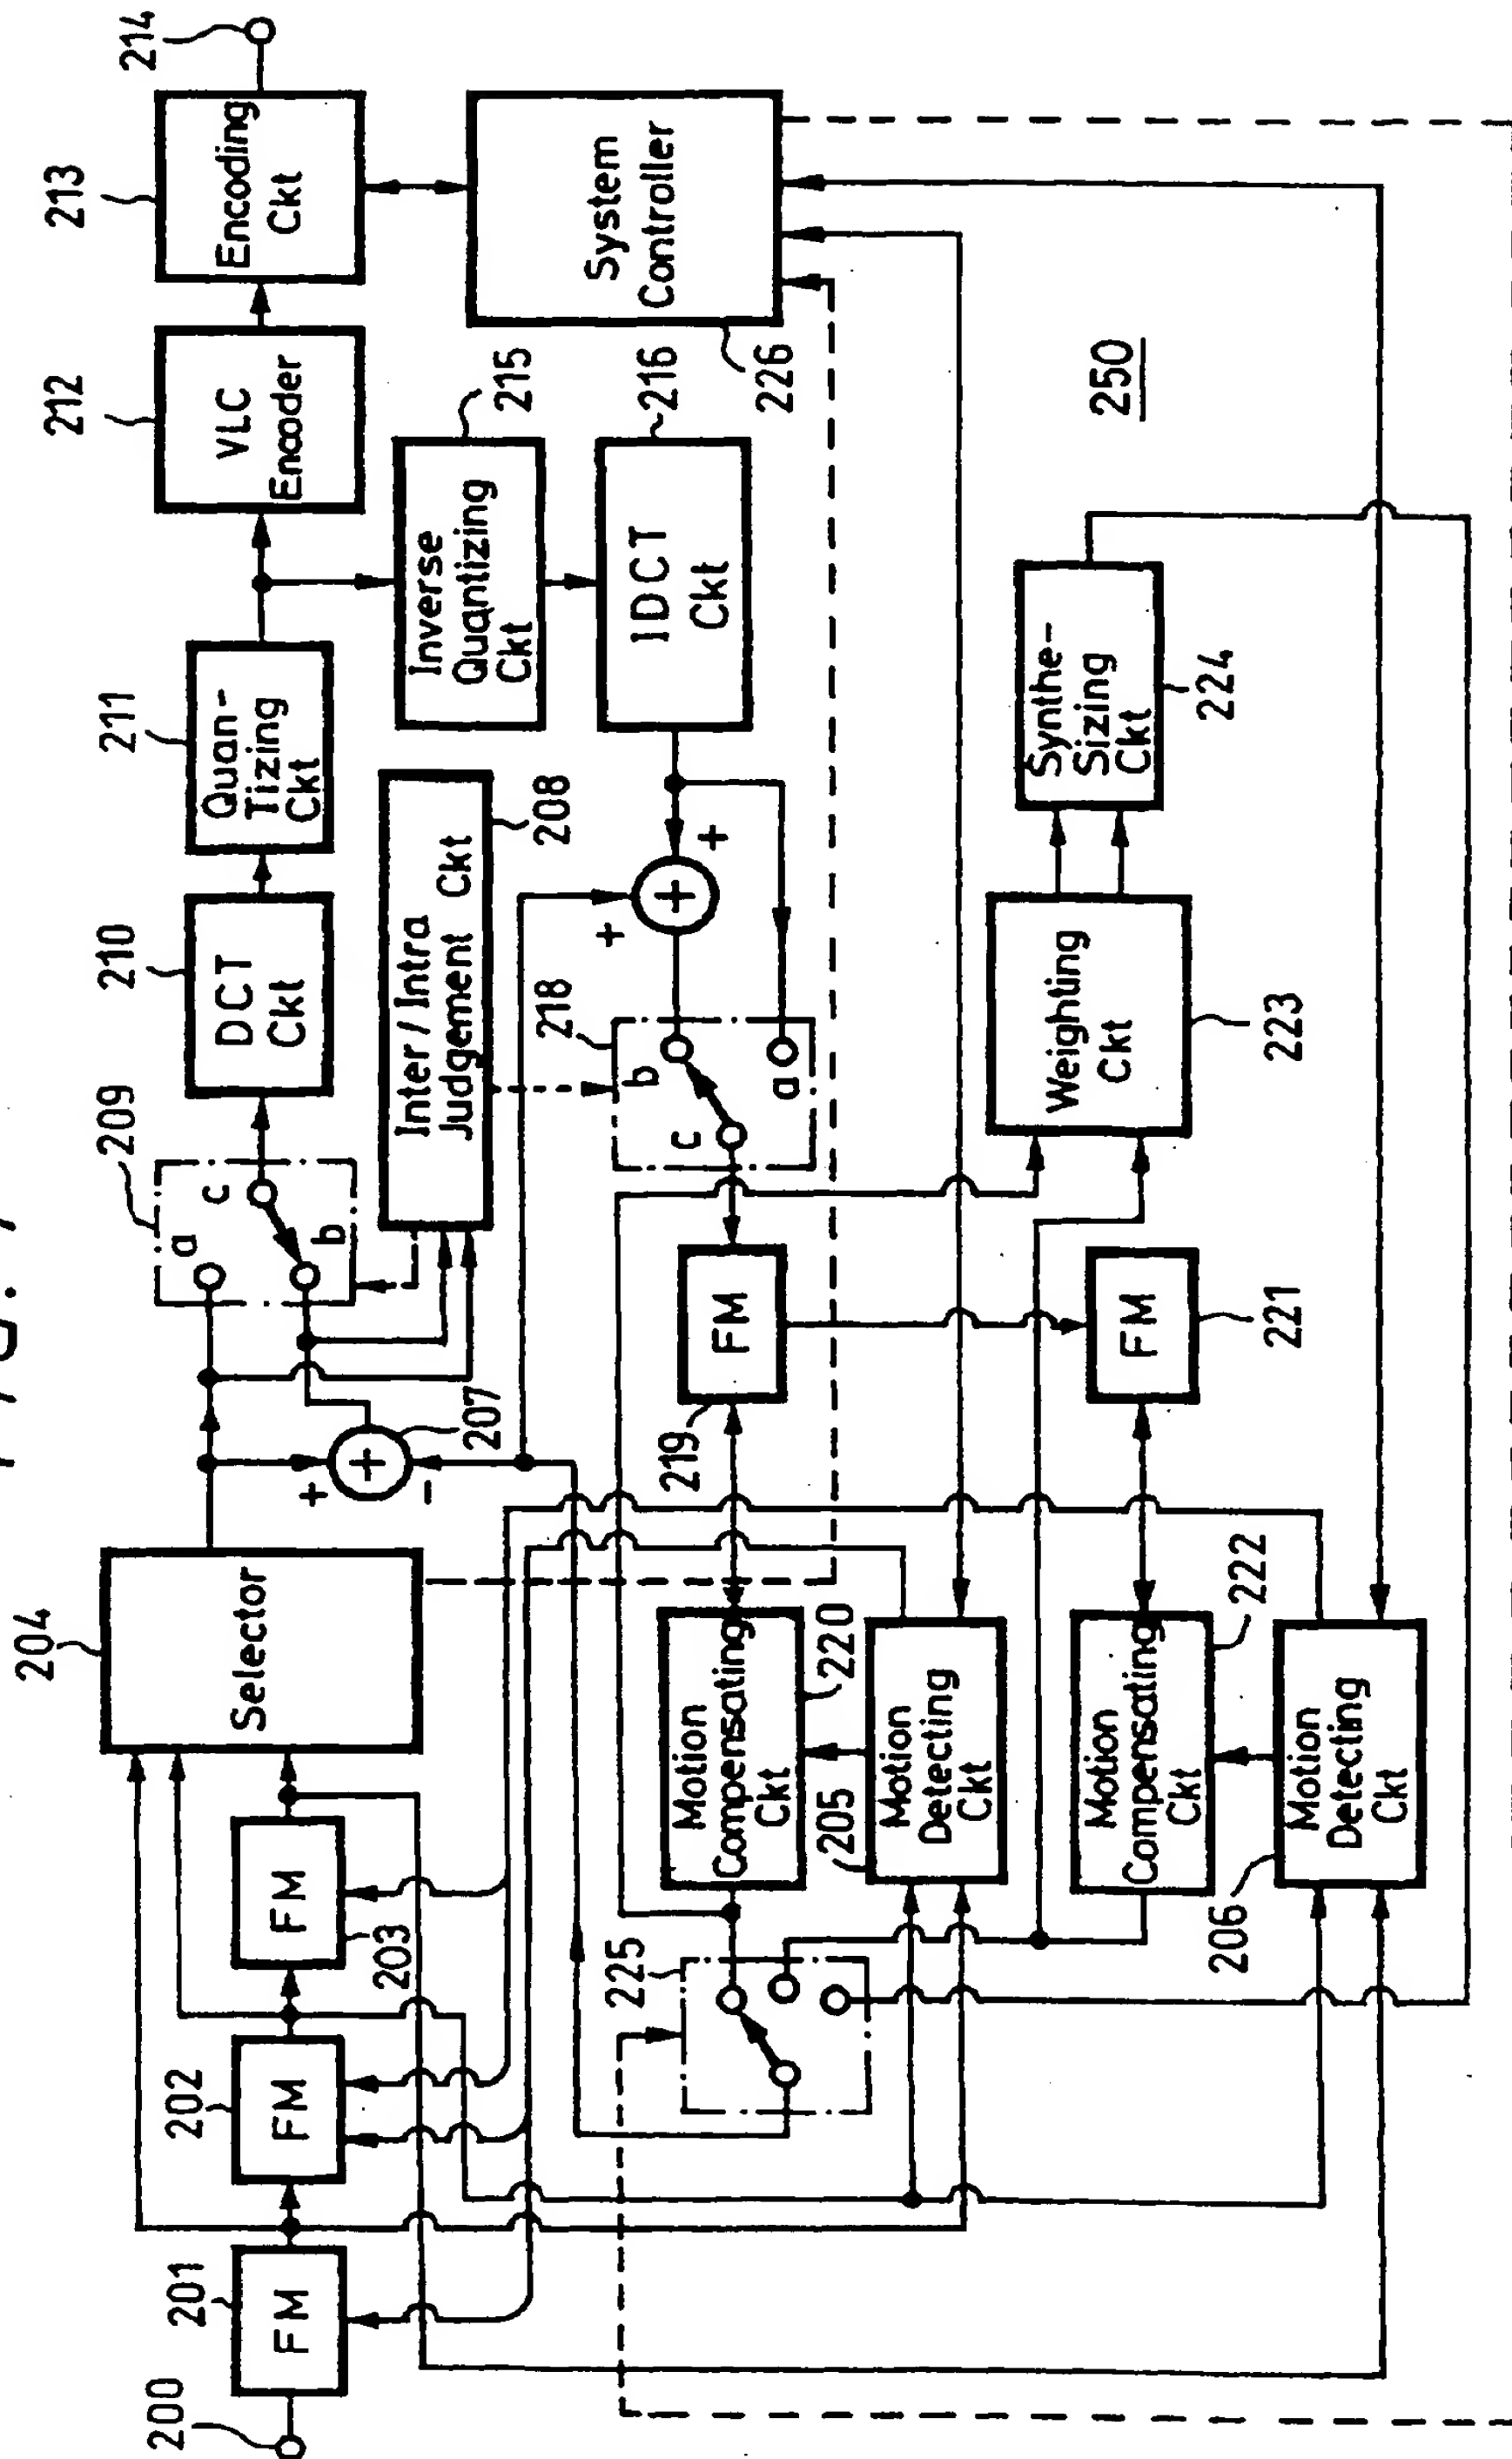 214
213
Encoding
Ckt
System
Controller
226
212
VLC
Encoder
215
Inverse
Quantizing
Ckt
216
IDCT
Ckt
250
211
Quan-
Tizing
Ckt
208
Inter/Intra
Judgement Ckt
+
+
+
Synthe-
Sizing
Ckt
224
210
DCT
Ckt
218
b
a
c
Weighting
Ckt
223
209
a
c
b
207
+
+
-
FM
219
FM
221
204
Selector
Motion
Compensating
Ckt
220
205
Motion
Detecting
Ckt
Motion
Compensating
Ckt
222
Motion
Detecting
Ckt
206
FM
203
225
202
FM
201
FM
200